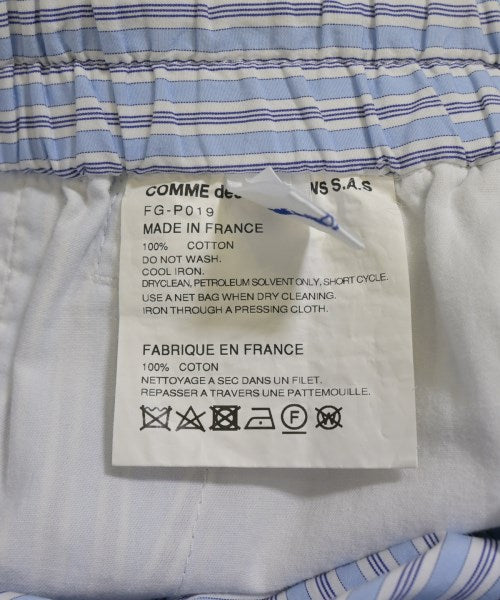 COMME des NS S.A.S
FG-P019
MADE IN FRANCE
100% COTTON
DO NOT WASH.
COOL IRON.
DRYCLEAN, PETROLEUM SOLVENT ONLY, SHORT CYCLE.
USE A NET BAG WHEN DRY CLEANING.
IRON THROUGH A PRESSING CLOTH.
FABRIQUE EN FRANCE
100% COTON
NETTOYAGE A SEC DANS UN FILET.
REPASSER A TRAVERS UNE PATTEMOUILLE.
F W